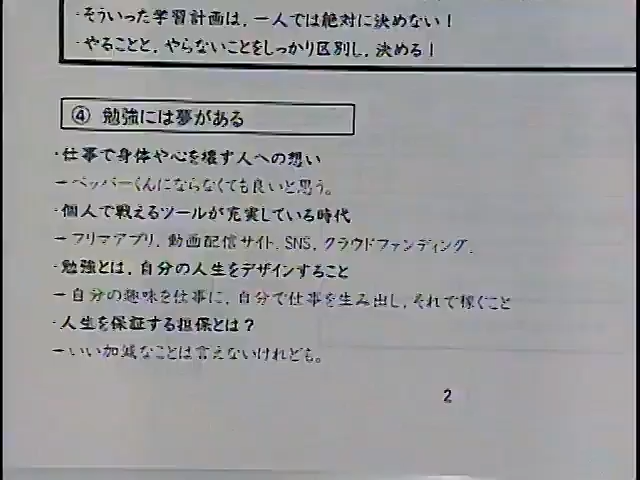 ・そういった学習計画は、一人では絶対に決めない！
・やることと、やらないことをしっかり区別し、決める！
④ 勉強には夢がある
・仕事で身体や心を壊す人への想い
→ペッパーくんにならなくても良いと思う。
・個人で戦えるツールが充実している時代
→フリマアプリ、動画配信サイト、SNS、クラウドファンディング、
・勉強とは、自分の人生をデザインすること
→自分の趣味を仕事に、自分で仕事を生み出し、それで稼ぐこと
・人生を保証する担保とは？
→いい加減なことは言えないけれども。
2